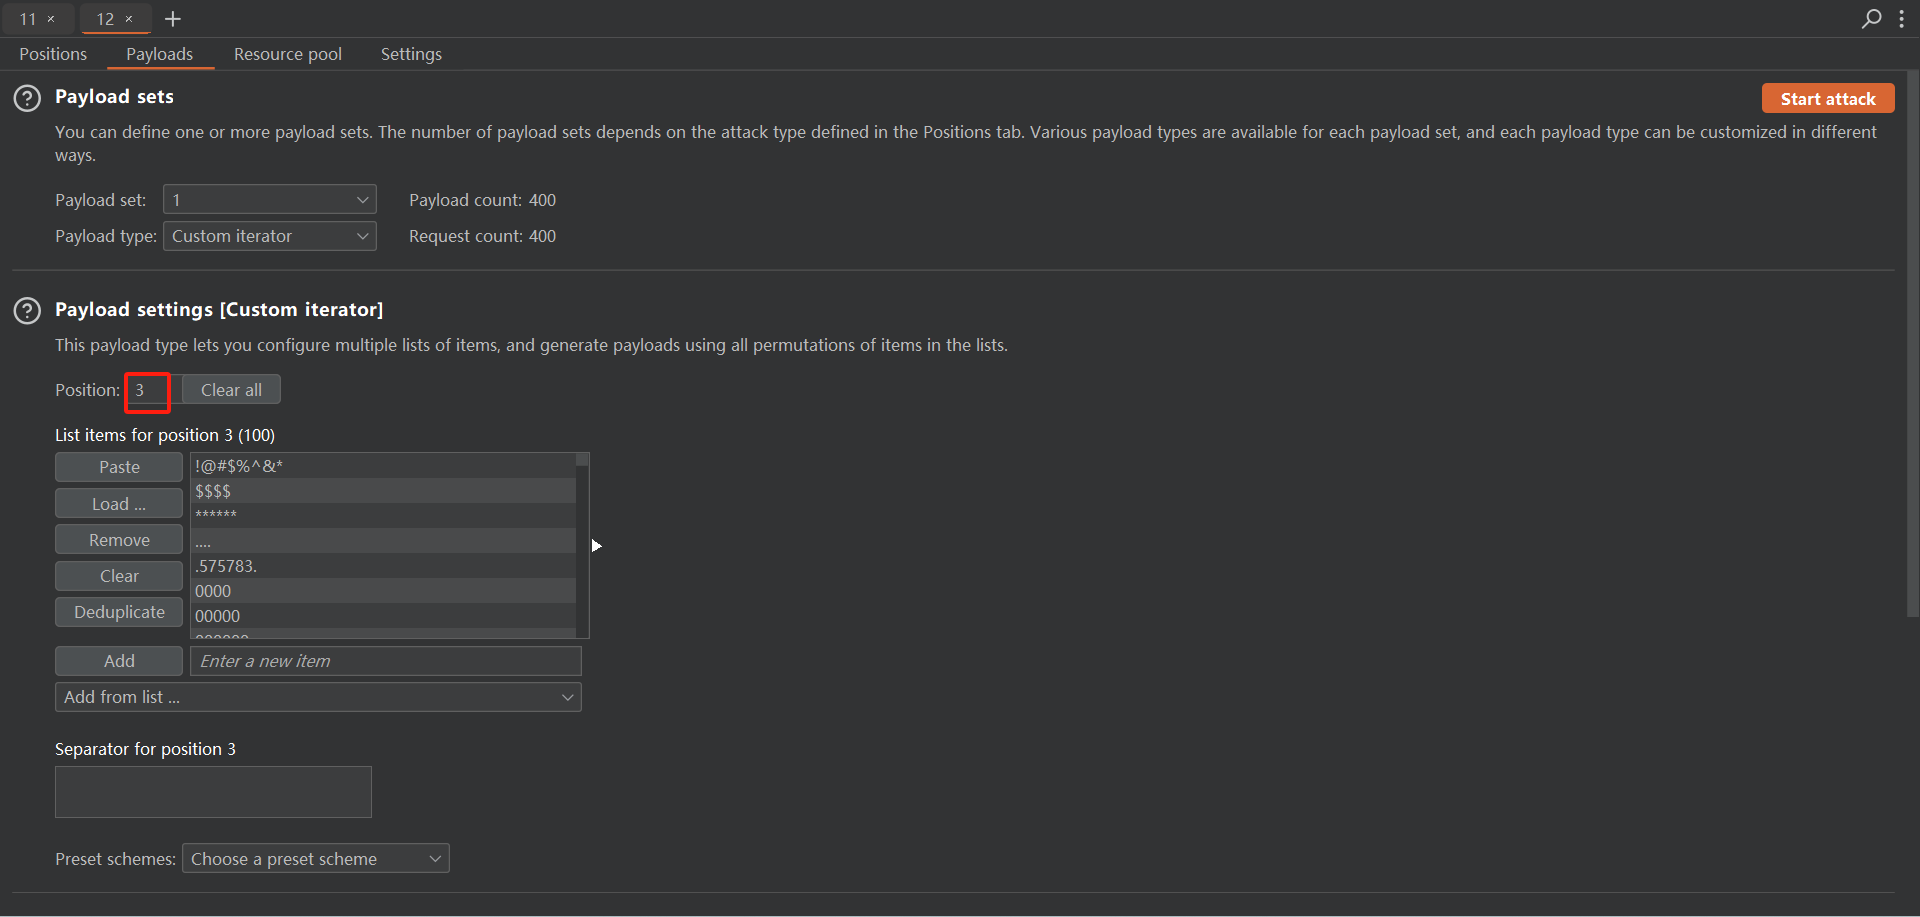 11 × 12 × +
Positions Payloads Resource pool Settings
Payload sets
Start attack
You can define one or more payload sets. The number of payload sets depends on the attack type defined in the Positions tab. Various payload types are available for each payload set, and each payload type can be customized in different
ways.
Payload set: 1 Payload count: 400
Payload type: Custom iterator Request count: 400
Payload settings [Custom iterator]
This payload type lets you configure multiple lists of items, and generate payloads using all permutations of items in the lists.
Position: 3 Clear all
List items for position 3 (100)
Paste !@#$%^&*
$$$$
Load ...
******
Remove ....
.575783.
Clear
0000
Deduplicate 00000
Add Enter a new item
Add from list ...
Separator for position 3
Preset schemes: Choose a preset scheme